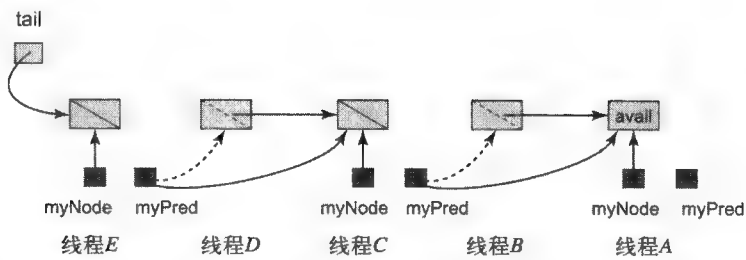 tail
avail
myNode myPred myNode myPred myNode myPred
线程E 线程D 线程C 线程B 线程A